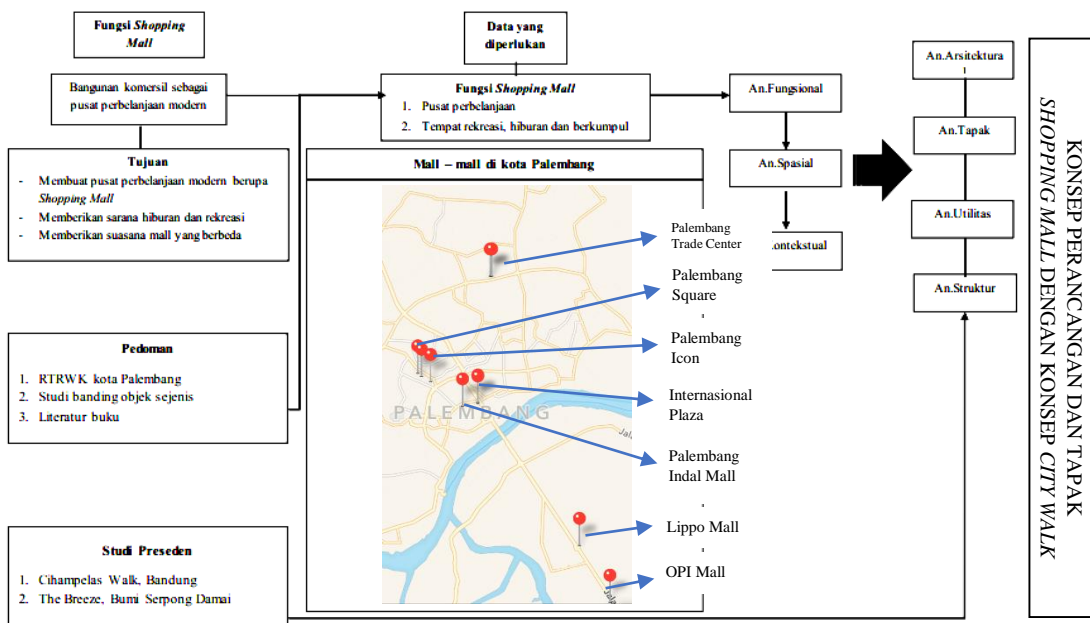 Fungsi Shopping
Mall
Bangunan komersil sebagai
pusat perbelanjaan modern
Tujuan
- Membuat pusat perbelanjaan modern berupa
Shopping Mall
- Memberikan sarana hiburan dan rekreasi
- Memberikan suasana mall yang berbeda
Pedoman
1. RTRWK kota Palembang
2. Studi banding objek sejenis
3. Literatur buku
Studi Preseden
1. Cihampelas Walk, Bandung
2. The Breeze, Bumi Serpong Damai
Data yang
diperlukan
Fungsi Shopping Mall
1. Pusat perbelanjaan
2. Tempat rekreasi, hiburan dan berkumpul
Mall – mall di kota Palembang
PALEMBANG
Palembang
Trade Center
Palembang
Square
Palembang
Icon
Internasional
Plaza
Palembang
Indal Mall
Lippo Mall
OPI Mall
An.Fungsional
An.Spasial
ontekstual
An.Arsitektura
An.Tapak
An.Utilitas
An.Struktur
KONSEP PERANCANGAN DAN TAPAK
SHOPPING MALL DENGAN KONSEP CITY WALK